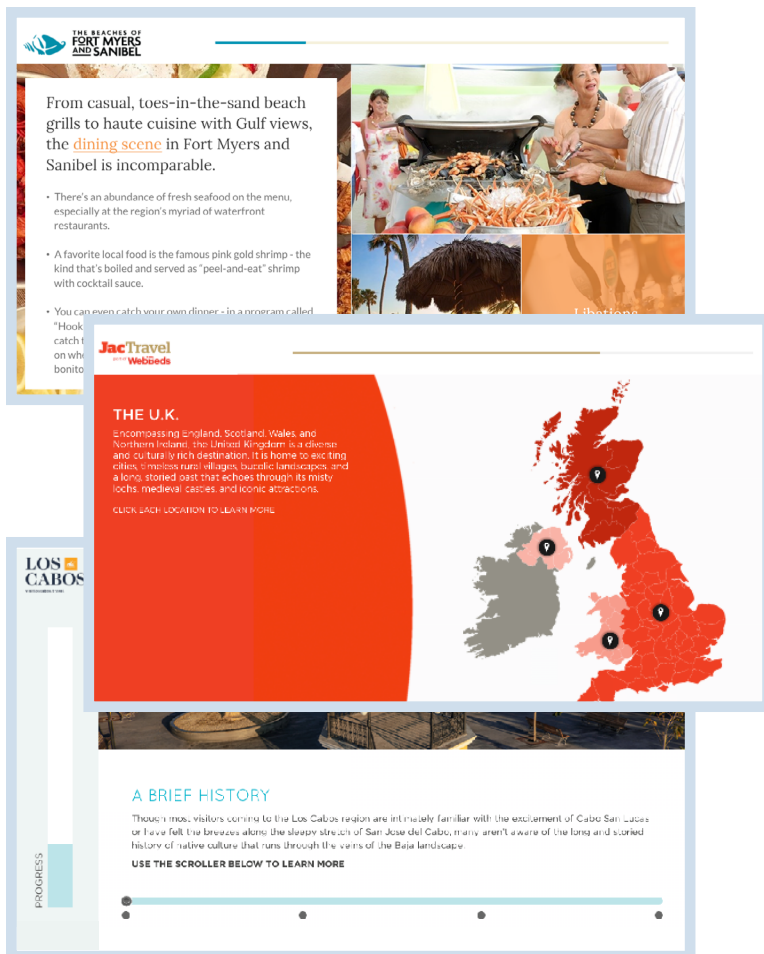 THE BEACHES OF
FORT MYERS
AND SANIBEL
From casual, toes-in-the-sand beach
grills to haute cuisine with Gulf views,
the dining scene in Fort Myers and
Sanibel is incomparable.
• There's an abundance of fresh seafood on the menu,
especially at the region's myriad of waterfront
restaurants.
• A favorite local food is the famous pink gold shrimp - the
kind that's boiled and served as "peel-and-eat" shrimp
with cocktail sauce.
• You can even catch your own dinner - in a program called
"Hook
catch
on
bonito
Libations
JacTravel
part of WebBeds
THE U.K.
Encompassing England, Scotland, Wales, and
Northern Ireland, the United Kingdom is a diverse
and culturally rich destination. It is home to exciting
cities, timeless rural villages, bucolic landscapes, and
a long, storied past that echoes through its misty
lochs, medieval castles, and iconic attractions.
CLICK EACH LOCATION TO LEARN MORE
LOS
CABOS
PROGRESS
A BRIEF HISTORY
Though most visitors coming to the Los Cabos region are intimately familiar with the excitement of Cabo San Lucas
or have felt the breezes along the sleepy stretch of San Jose del Cabo, many aren't aware of the long and storied
history of native culture that runs through the veins of the Baja landscape.
USE THE SCROLLER BELOW TO LEARN MORE